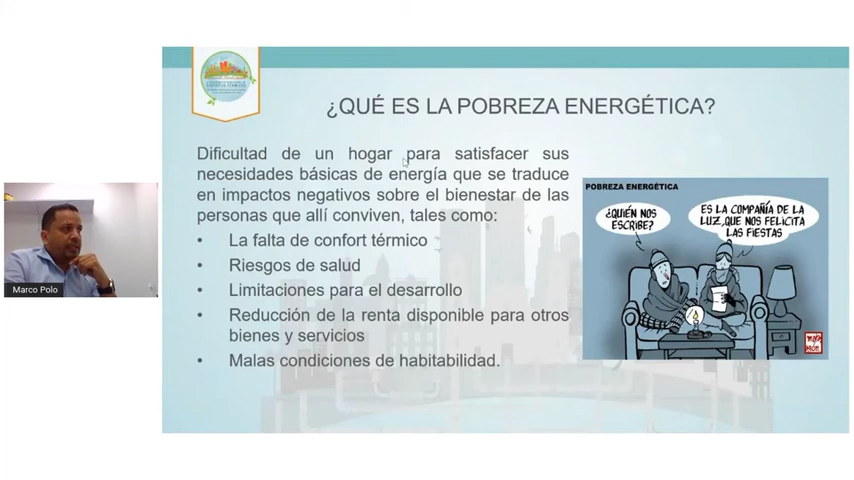 ¿QUÉ ES LA POBREZA ENERGÉTICA?
Dificultad de un hogar para satisfacer sus
necesidades básicas de energía que se traduce
en impactos negativos sobre el bienestar de las
personas que allí conviven, tales como:
• La falta de confort térmico
• Riesgos de salud
• Limitaciones para el desarrollo
• Reducción de la renta disponible para otros
bienes y servicios
• Malas condiciones de habitabilidad.
POBREZA ENERGÉTICA
¿QUIÉN NOS
ESCRIBE?
ES LA COMPAÑÍA DE LA
LUZ, QUE NOS FELICITA
LAS FIESTAS
Marco Polo